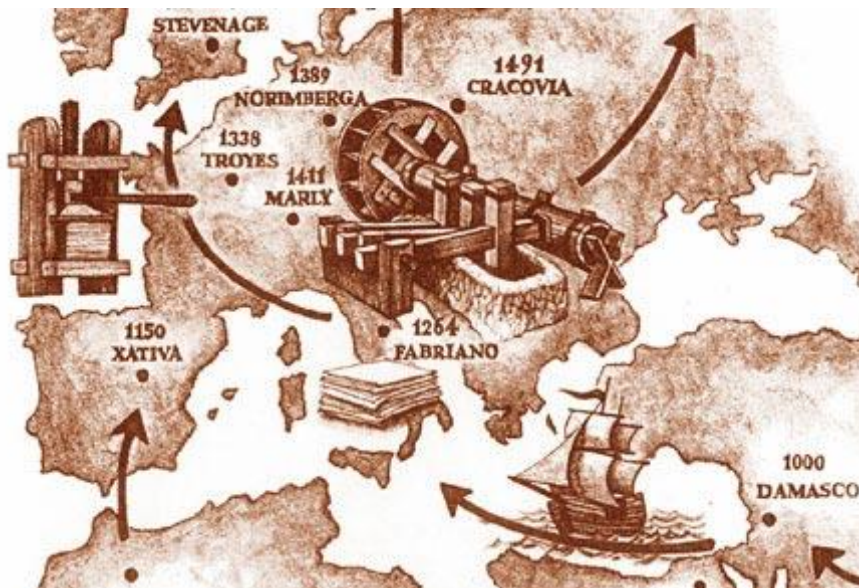 STEVENAGE
1389
NORIMBERGA
1491
CRACOVIA
1338
TROYES
1411
MARLY
1150
XATIVA
1264
FABRIANO
1000
DAMASCO